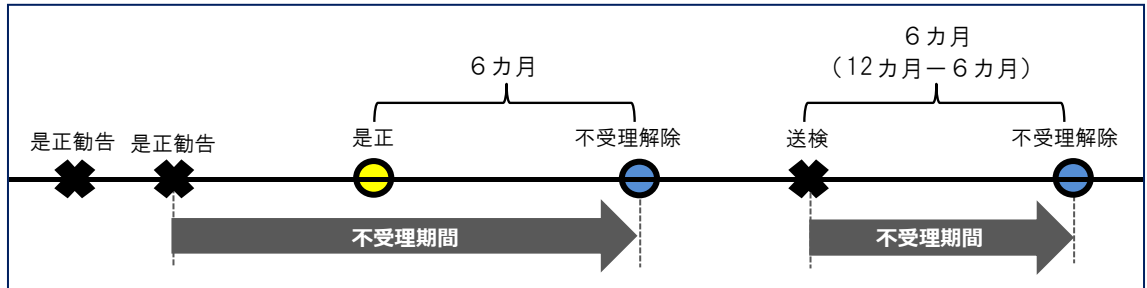 ６カ月
６カ月
（12カ月－６カ月）
是正勧告
是正勧告
是正
不受理解除
送検
不受理解除
不受理期間
不受理期間